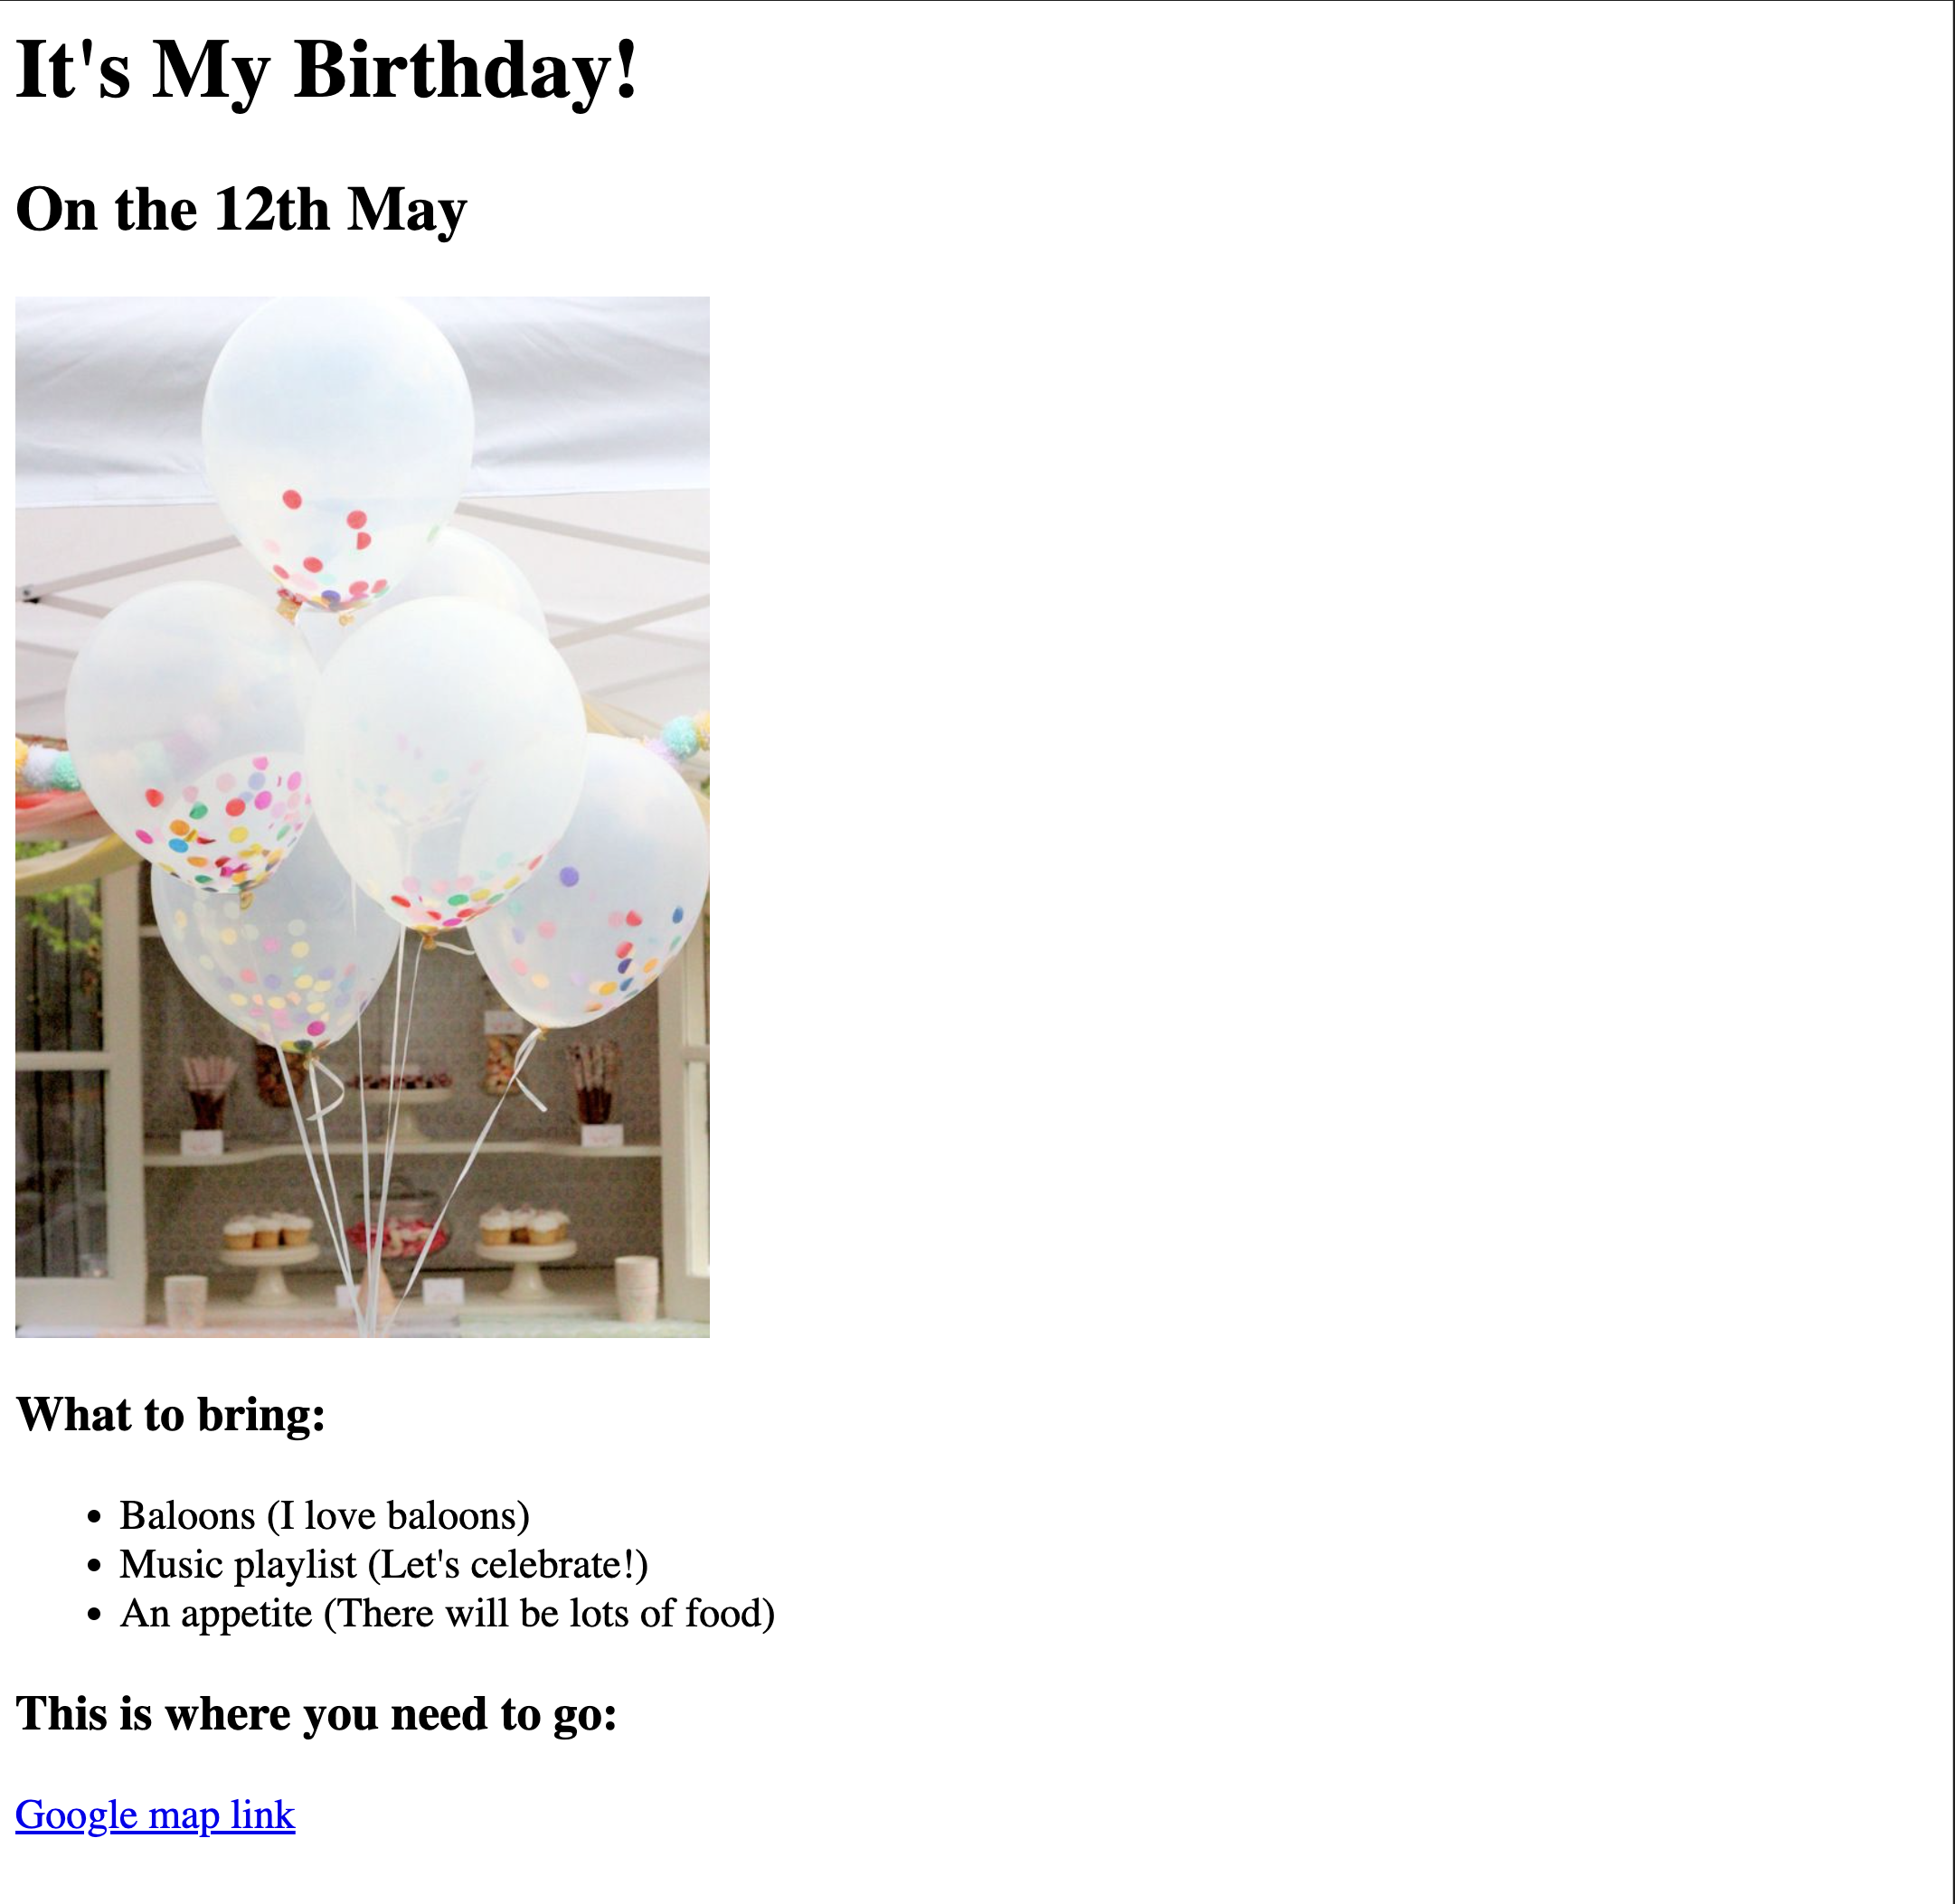 It's My Birthday!
On the 12th May
What to bring:
Baloons (I love baloons)
Music playlist (Let's celebrate!)
An appetite (There will be lots of food)
This is where you need to go:
Google map link